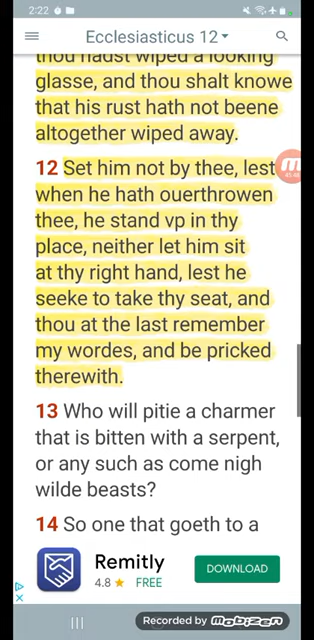 2:22
Ecclesiasticus 12
thou hadst wiped a looking
glasse, and thou shalt knowe
that his rust hath not beene
altogether wiped away.
12 Set him not by thee, lest
when he hath ouerthrowen
thee, he stand vp in thy
place, neither let him sit
at thy right hand, lest he
seeke to take thy seat, and
thou at the last remember
my wordes, and be pricked
therewith.
13 Who will pitie a charmer
that is bitten with a serpent,
or any such as come nigh
wilde beasts?
14 So one that goeth to a
Remitly
4.8 ★ FREE
DOWNLOAD
Recorded by mobizen